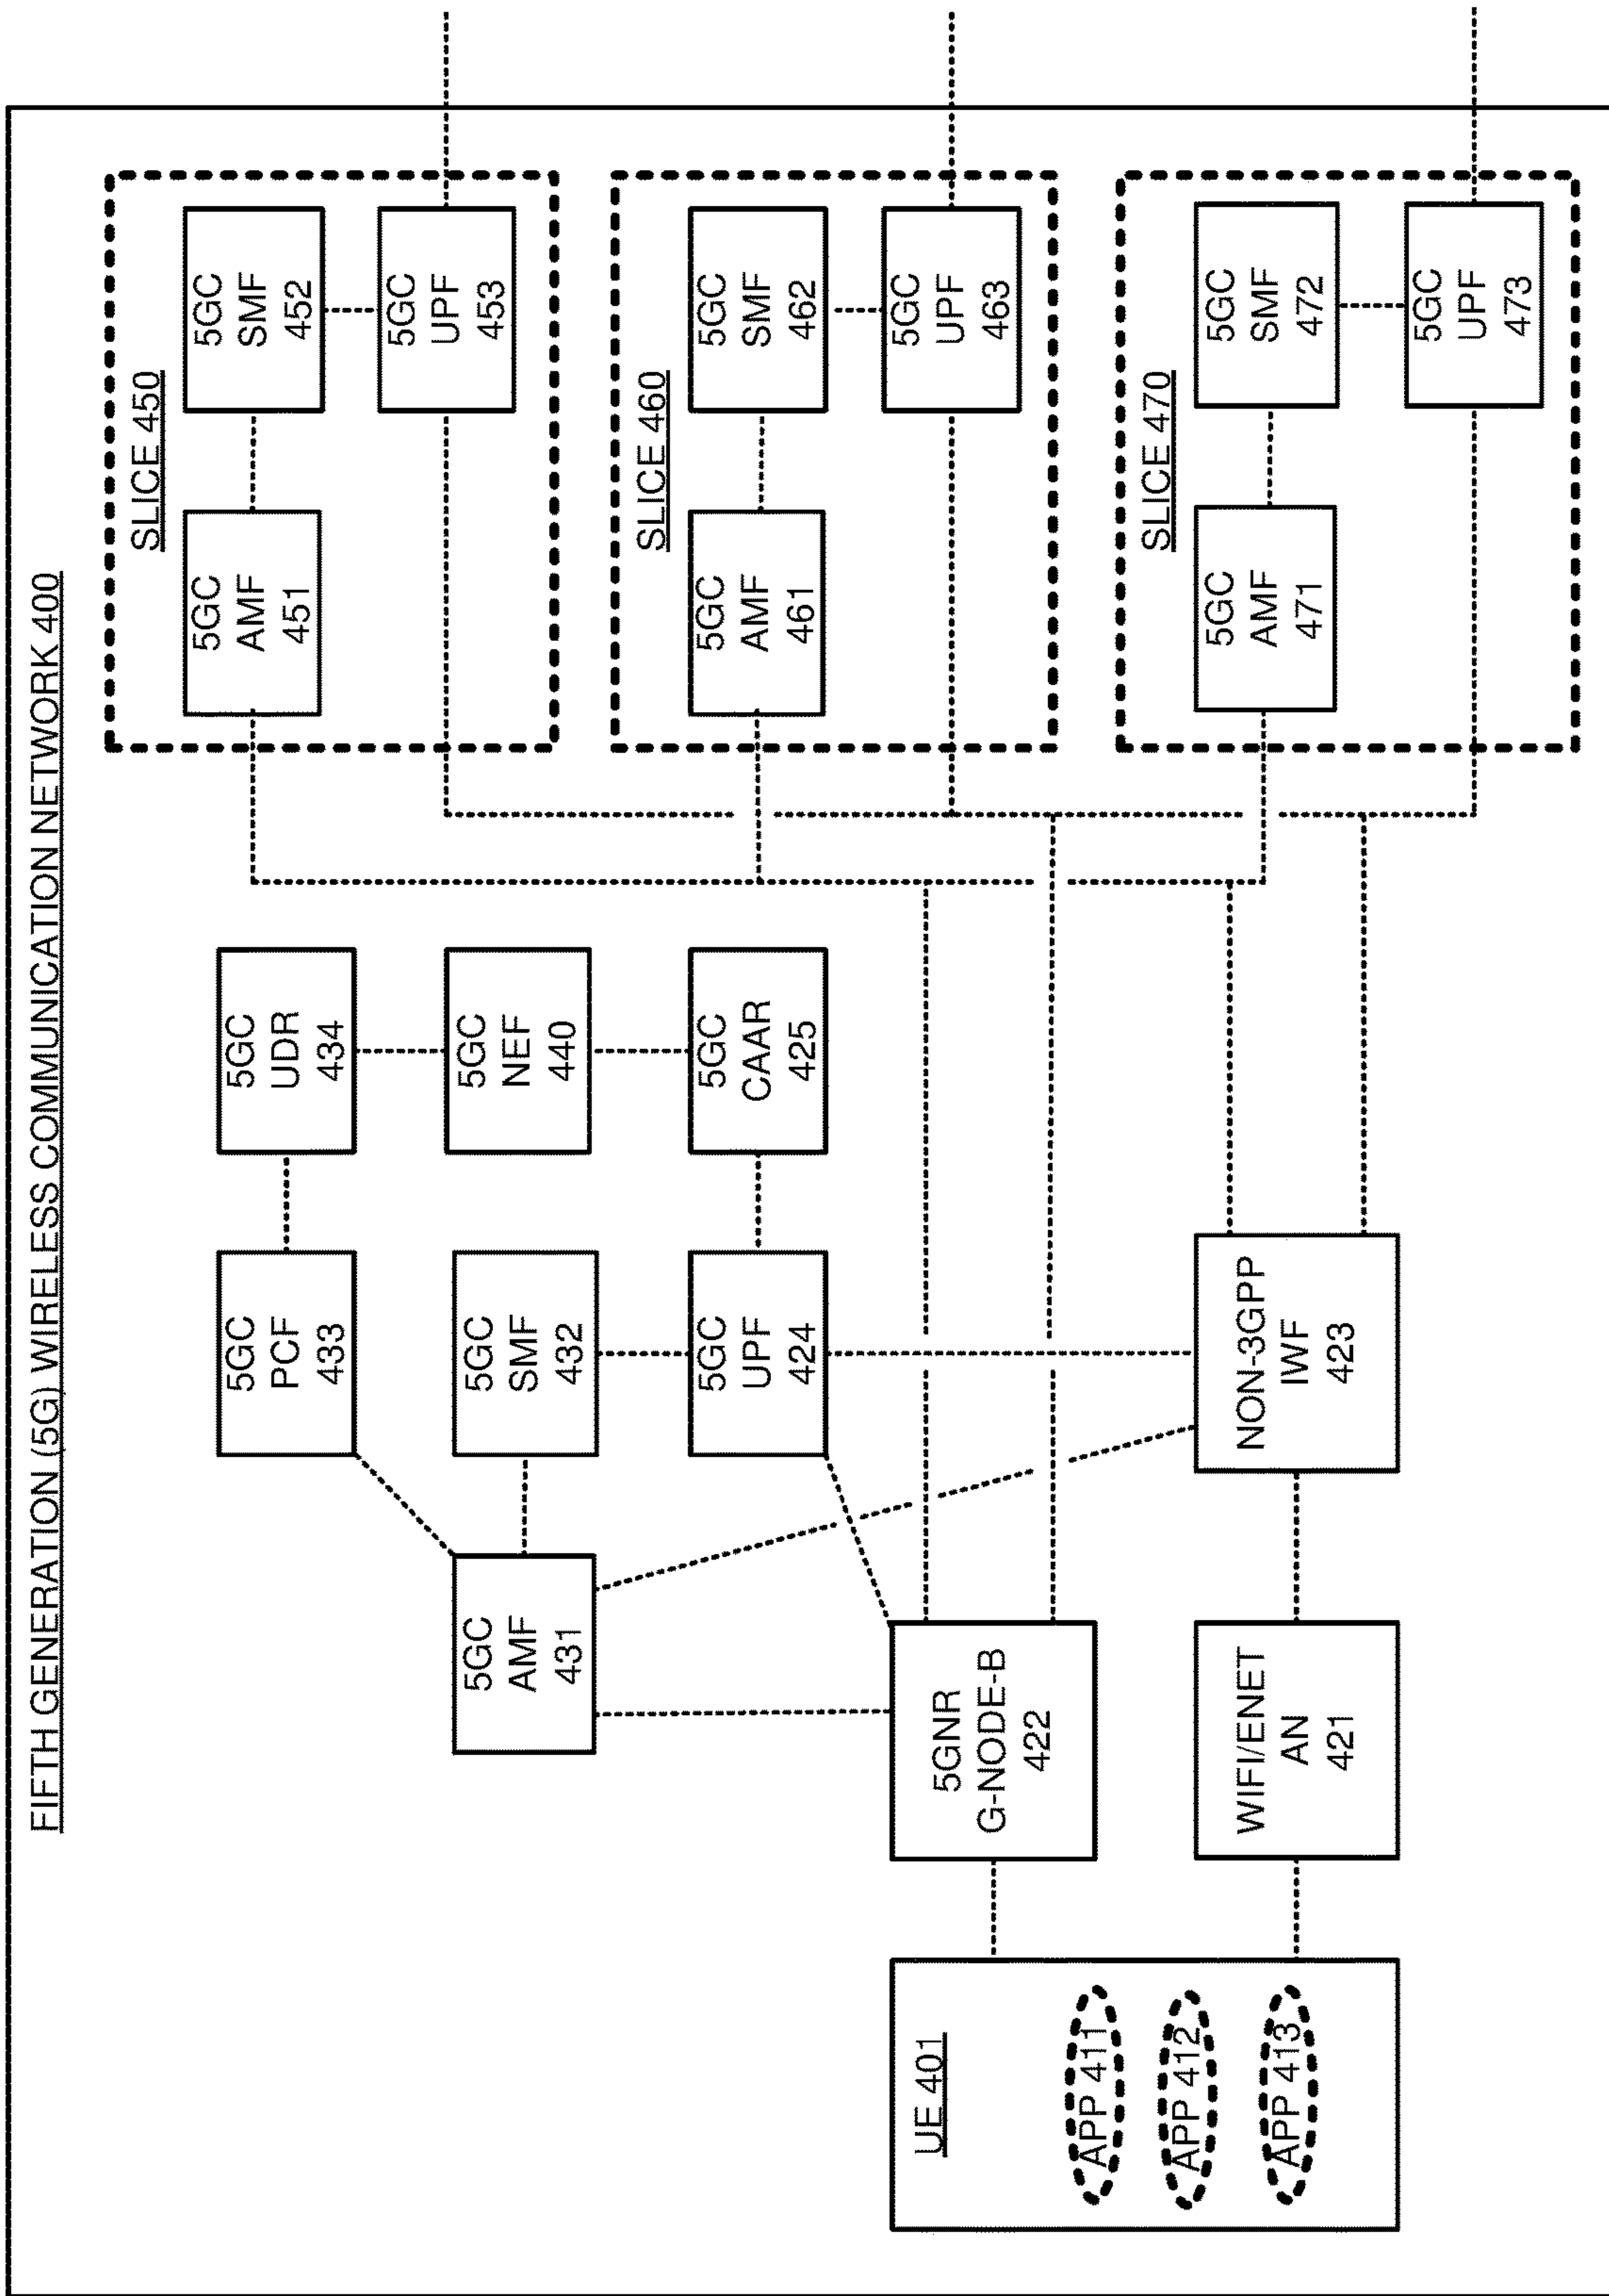 FIFTH GENERATION (5G) WIRELESS COMMUNICATION NETWORK 400
UE 401
APP 411
APP 412
APP 413
5GNR
G-NODE-B
422
WIFI/ENET
AN
421
NON-3GPP
IWF
423
5GC
AMF
431
5GC
PCF
433
5GC
SMF
432
5GC
UPF
424
5GC
UDR
434
5GC
NEF
440
5GC
CAAR
425
SLICE 450
5GC
AMF
451
5GC
SMF
452
5GC
UPF
453
SLICE 460
5GC
AMF
461
5GC
SMF
462
5GC
UPF
463
SLICE 470
5GC
AMF
471
5GC
SMF
472
5GC
UPF
473